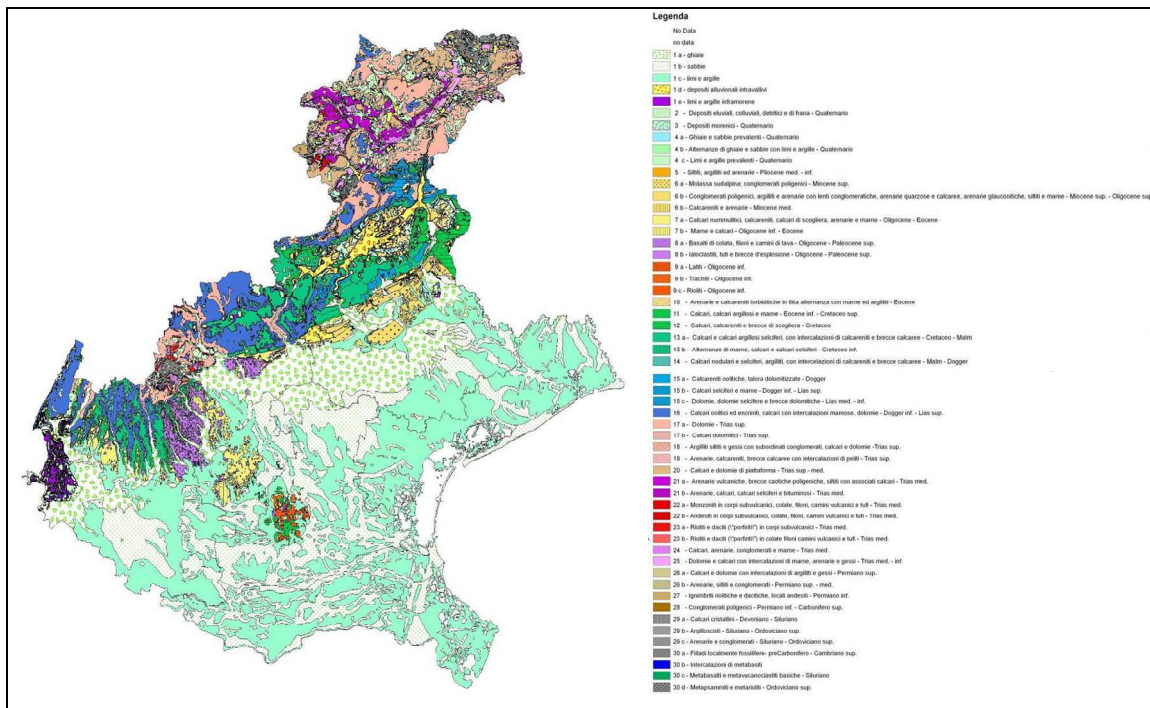 Legenda
No Data
no data
1 a - ghiaie
1 b - sabbie
1 c - limi e argille
1 d - depositi alluvionali intravallivi
1 e - limi e argille inframorene
2 - Depositi eluviali, colluviali, detritici e di frana - Quaternario
3 - Depositi morenici - Quaternario
4 a - Ghiaie e sabbie prevalenti - Quaternario
4 b - Alternanze di ghiaie e sabbie con limi e argille - Quaternario
4 c - Limi e argille prevalenti - Quaternario
5 - Siltiti, argilliti ed arenarie - Pliocene med. - inf.
6 a - Molassa sudalpina; conglomerati poligenici - Miocene sup.
6 b - Conglomerati poligenici, argilliti e arenarie con lenti conglomeratiche, arenarie quarzose e calcaree, arenarie glauconitiche, siltiti e marne - Miocene sup. - Oligocene sup
6 b - Calcareniti e arenarie - Miocene med.
7 a - Calcari nummulitici, calcareniti, calcari di scogliera, arenarie e marne - Oligocene - Eocene
7 b - Marne e calcari - Oligocene inf. - Eocene
8 a - Basalti di colata, filoni e camini di lava - Oligocene - Paleocene sup.
8 b - Ialoclastiti, tufi e brecce d'esplosione - Oligocene - Paleocene sup.
9 a - Latiti - Oligocene inf.
9 b - Trachiti - Oligocene inf.
9 c - Rioliti - Oligocene inf.
10 - Arenarie e calcareniti torbiditiche in fitta alternanza con marne ed argilliti - Eocene
11 - Calcari, calcari argillosi e marne - Eocene inf. - Cretaceo sup.
12 - Calcari, calcareniti e brecce di scogliera - Cretaceo
13 a - Calcari e calcari argillosi selciferi, con intercalazioni di calcareniti e brecce calcaree - Cretaceo - Malm
13 b - Alternanze di marne, calcari e calcari selciferi - Cretaceo inf.
14 - Calcari nodulari e selciferi, argilliti, con intercelazioni di calcareniti e brecce calcaree - Malm - Dogger
15 a - Calcareniti oolitiche, talora dolomitizzate - Dogger
15 b - Calcari selciferi e marne - Dogger inf. - Lias sup.
15 c - Dolomie, dolomie selcifere e brecce dolomitiche - Lias med. - inf.
16 - Calcari oolitici ed encriniti, calcari con intercalazioni marnose, dolomie - Dogger inf. - Lias sup.
17 a - Dolomie - Trias sup.
17 b - Calcari dolomitici - Trias sup.
18 - Argilliti siltiti e gessi con subordinati conglomerati, calcari e dolomie -Trias sup.
19 - Arenarie, calcareniti, brecce calcaree con intercalazioni di peliti - Trias sup.
20 - Calcari e dolomie di piattaforma - Trias sup.- med.
21 a - Arenarie vulcaniche, brecce caotiche poligeniche, siltiti con associati calcari - Trias med.
21 b - Arenarie, calcari, calcari selciferi e bituminosi - Trias med.
22 a - Monzoniti in corpi subvulcanici, colate, filoni, camini vulcanici e tufi - Trias med.
22 b - Andesiti in corpi subvulcanici, colate, filoni, camini vulcanici e tufi - Trias med.
23 a - Rioliti e daciti (\"porfiriti\") in corpi subvulcanici - Trias med.
23 b - Rioliti e daciti (\"porfiriti\") in colate filoni camini vulcanici e tufi - Trias med.
24 - Calcari, arenarie, conglomerati e marne - Trias med.
25 - Dolomie e calcari con intercalazioni di marne, arenarie e gessi - Trias med. - inf.
26 a - Calcari e dolomie con intercalazioni di argilliti e gessi - Permiano sup.
26 b - Arenarie, siltiti e conglomerati - Permiano sup. - med.
27 - Ignimbriti riolitiche e dacitiche, locali andesiti - Permiano inf.
28 - Conglomerati poligenici - Permiano inf. - Carbonifero sup.
29 a - Calcari cristallini - Devoniano - Siluriano
29 b - Argilloscisti - Siluriano - Ordoviciano sup.
29 c - Arenarie e conglomerati - Siluriano - Ordoviciano sup.
30 a - Filladi localmente fossilifere- preCarbonifero - Cambriano sup.
30 b - Intercalazioni di metabasiti
30 c - Metabasalti e metavacanoclastiti basiche - Siluriano
30 d - Metapsammiti e metarioliti - Ordoviciano sup.